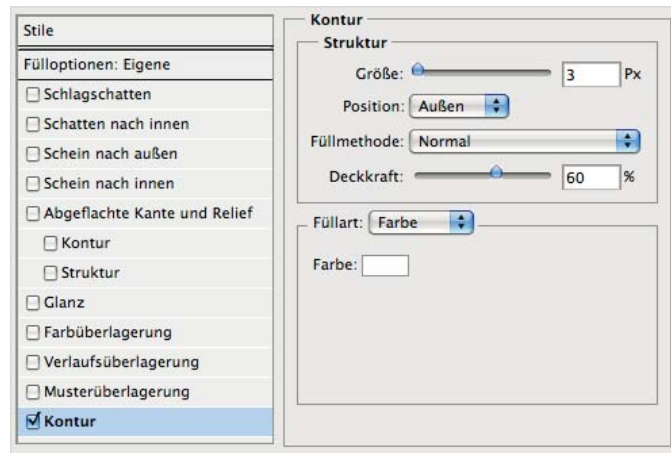 Stile
Fülloptionen: Eigene
Schlagschatten
Schatten nach innen
Schein nach außen
Schein nach innen
Abgeflachte Kante und Relief
Kontur
Struktur
Glanz
Farbüberlagerung
Verlaufsüberlagerung
Musterüberlagerung
Kontur
Kontur
Struktur
Größe: 3 Px
Position: Außen
Füllmethode: Normal
Deckkraft: 60 %
Füllart: Farbe
Farbe: